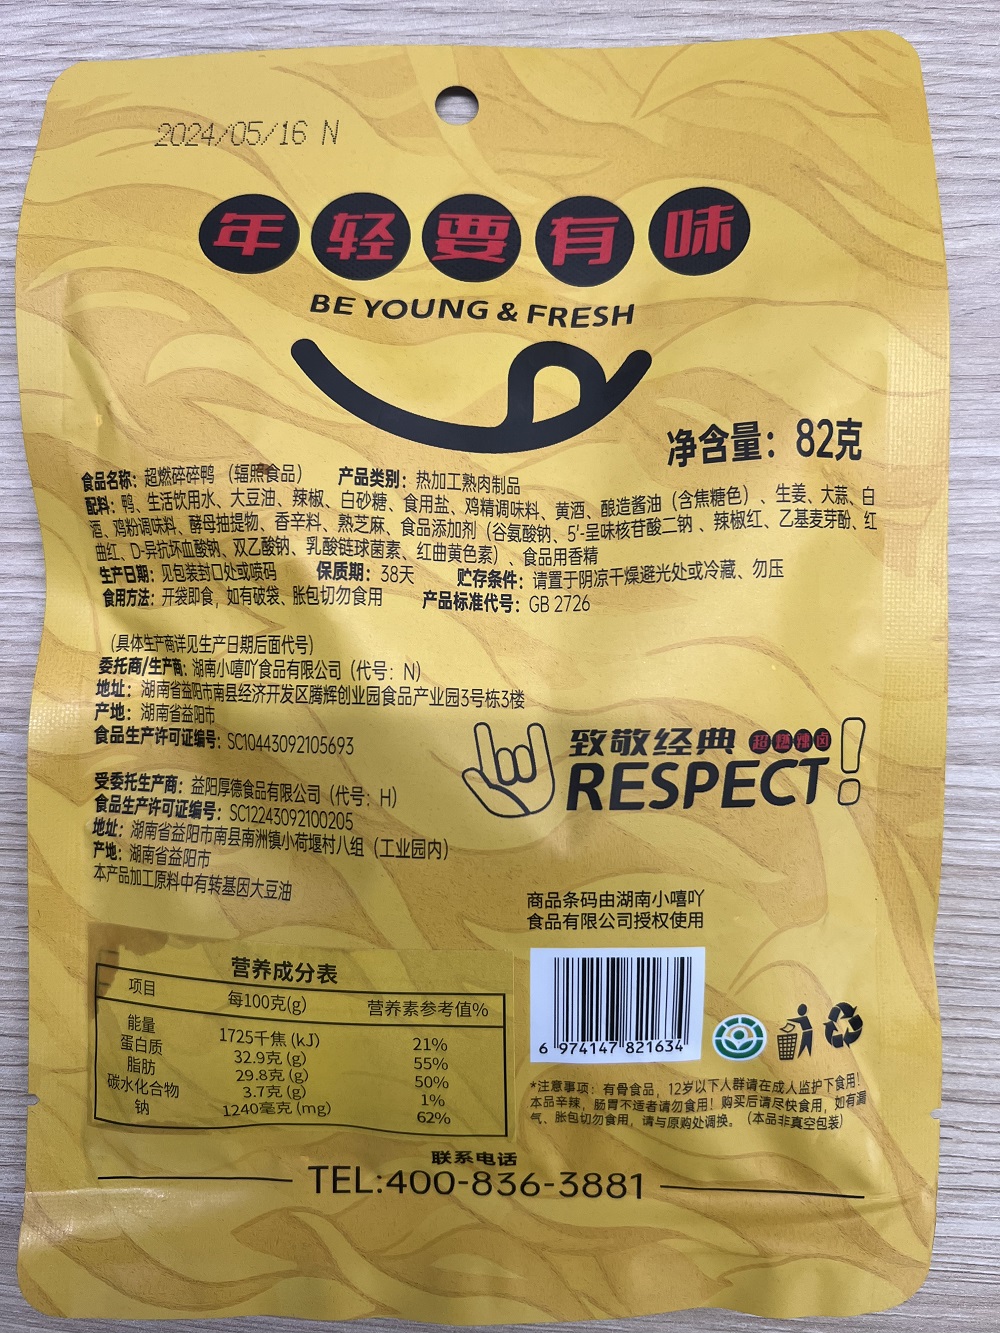 2024/05/16 N
年轻要有味
BE YOUNG & FRESH
净含量：82克
食品名称：超燃碎碎鸭（辐照食品） 产品类别：热加工熟肉制品
配料：鸭、生活饮用水、大豆油、辣椒、白砂糖、食用盐、鸡精调味料、黄酒、酿造酱油（含焦糖色）、生姜、大蒜、白
酒、鸡粉调味料、酵母抽提物、香辛料、熟芝麻、食品添加剂（谷氨酸钠、5'-呈味核苷酸二钠、辣椒红、乙基麦芽酚、红
曲红、D-异抗坏血酸钠、双乙酸钠、乳酸链球菌素、红曲黄色素）、食品用香精
生产日期：见包装封口处或喷码 保质期：38天 贮存条件：请置于阴凉干燥避光处或冷藏、勿压
食用方法：开袋即食，如有破袋、胀包切勿食用 产品标准代号：GB 2726
（具体生产商详见生产日期后面代号）
委托商/生产商：湖南小嘻吖食品有限公司（代号：N）
地址：湖南省益阳市南县经济开发区腾辉创业园食品产业园3号栋3楼
产地：湖南省益阳市
食品生产许可证编号：SC10443092105693
致敬经典 超燃辣卤
RESPECT!
受委托生产商：益阳厚德食品有限公司（代号：H）
食品生产许可证编号：SC12243092100205
地址：湖南省益阳市南县南洲镇小荷堰村八组（工业园内）
产地：湖南省益阳市
本产品加工原料中有转基因大豆油
商品条码由湖南小嘻吖
食品有限公司授权使用
营养成分表
项目 每100克(g) 营养素参考值%
能量 1725千焦 (kJ) 21%
蛋白质 32.9克 (g) 55%
脂肪 29.8克 (g) 50%
碳水化合物 3.7克 (g) 1%
钠 1240毫克 (mg) 62%
6 974147 821634
*注意事项：有骨食品，12岁以下人群请在成人监护下食用！
本品辛辣，肠胃不适者请勿食用！购买后请尽快食用，如有漏
气、胀包切勿食用，请与原购处调换。（本品非真空包装）
联系电话
TEL:400-836-3881